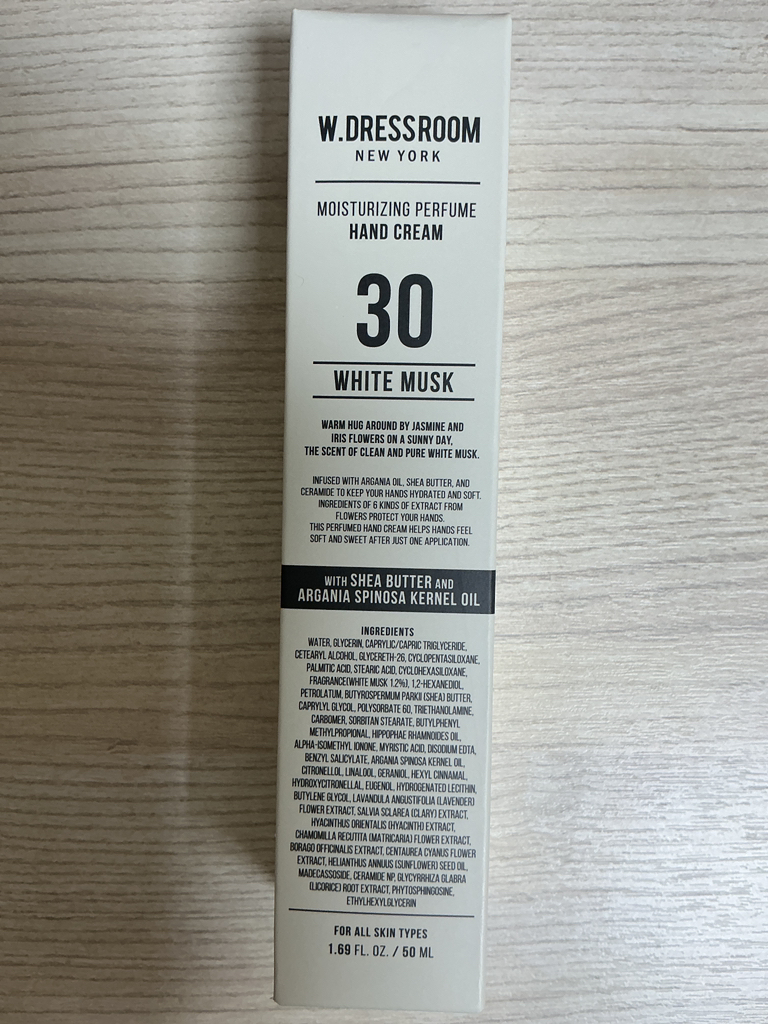 W.DRESSROOM
NEW YORK
MOISTURIZING PERFUME
HAND CREAM
30
WHITE MUSK
WARM HUG AROUND BY JASMINE AND
IRIS FLOWERS ON A SUNNY DAY,
THE SCENT OF CLEAN AND PURE WHITE MUSK.
INFUSED WITH ARGANIA OIL, SHEA BUTTER, AND
CERAMIDE TO KEEP YOUR HANDS HYDRATED AND SOFT.
INGREDIENTS OF 6 KINDS OF EXTRACT FROM
FLOWERS PROTECT YOUR HANDS.
THIS PERFUMED HAND CREAM HELPS HANDS FEEL
SOFT AND SWEET AFTER JUST ONE APPLICATION.
WITH SHEA BUTTER AND
ARGANIA SPINOSA KERNEL OIL
INGREDIENTS
WATER, GLYCERIN, CAPRYLIC/CAPRIC TRIGLYCERIDE,
CETEARYL ALCOHOL, GLYCERETH-26, CYCLOPENTASILOXANE,
PALMITIC ACID, STEARIC ACID, CYCLOHEXASILOXANE,
FRAGRANCE(WHITE MUSK 1.2%), 1,2-HEXANEDIOL,
PETROLATUM, BUTYROSPERMUM PARKII (SHEA) BUTTER,
CAPRYLYL GLYCOL, POLYSORBATE 60, TRIETHANOLAMINE,
CARBOMER, SORBITAN STEARATE, BUTYLPHENYL
METHYLPROPIONAL, HIPPOPHAE RHAMNOIDES OIL,
ALPHA-ISOMETHYL IONONE, MYRISTIC ACID, DISODIUM EDTA,
BENZYL SALICYLATE, ARGANIA SPINOSA KERNEL OIL,
CITRONELLOL, LINALOOL, GERANIOL, HEXYL CINNAMAL,
HYDROXYCITRONELLAL, EUGENOL, HYDROGENATED LECITHIN,
BUTYLENE GLYCOL, LAVANDULA ANGUSTIFOLIA (LAVENDER)
FLOWER EXTRACT, SALVIA SCLAREA (CLARY) EXTRACT,
HYACINTHUS ORIENTALIS (HYACINTH) EXTRACT,
CHAMOMILLA RECUTITA (MATRICARIA) FLOWER EXTRACT,
BORAGO OFFICINALIS EXTRACT, CENTAUREA CYANUS FLOWER
EXTRACT, HELIANTHUS ANNUUS (SUNFLOWER) SEED OIL,
MADECASSOSIDE, CERAMIDE NP, GLYCYRRHIZA GLABRA
(LICORICE) ROOT EXTRACT, PHYTOSPHINGOSINE,
ETHYLHEXYLGLYCERIN
FOR ALL SKIN TYPES
1.69 FL. OZ. / 50 ML